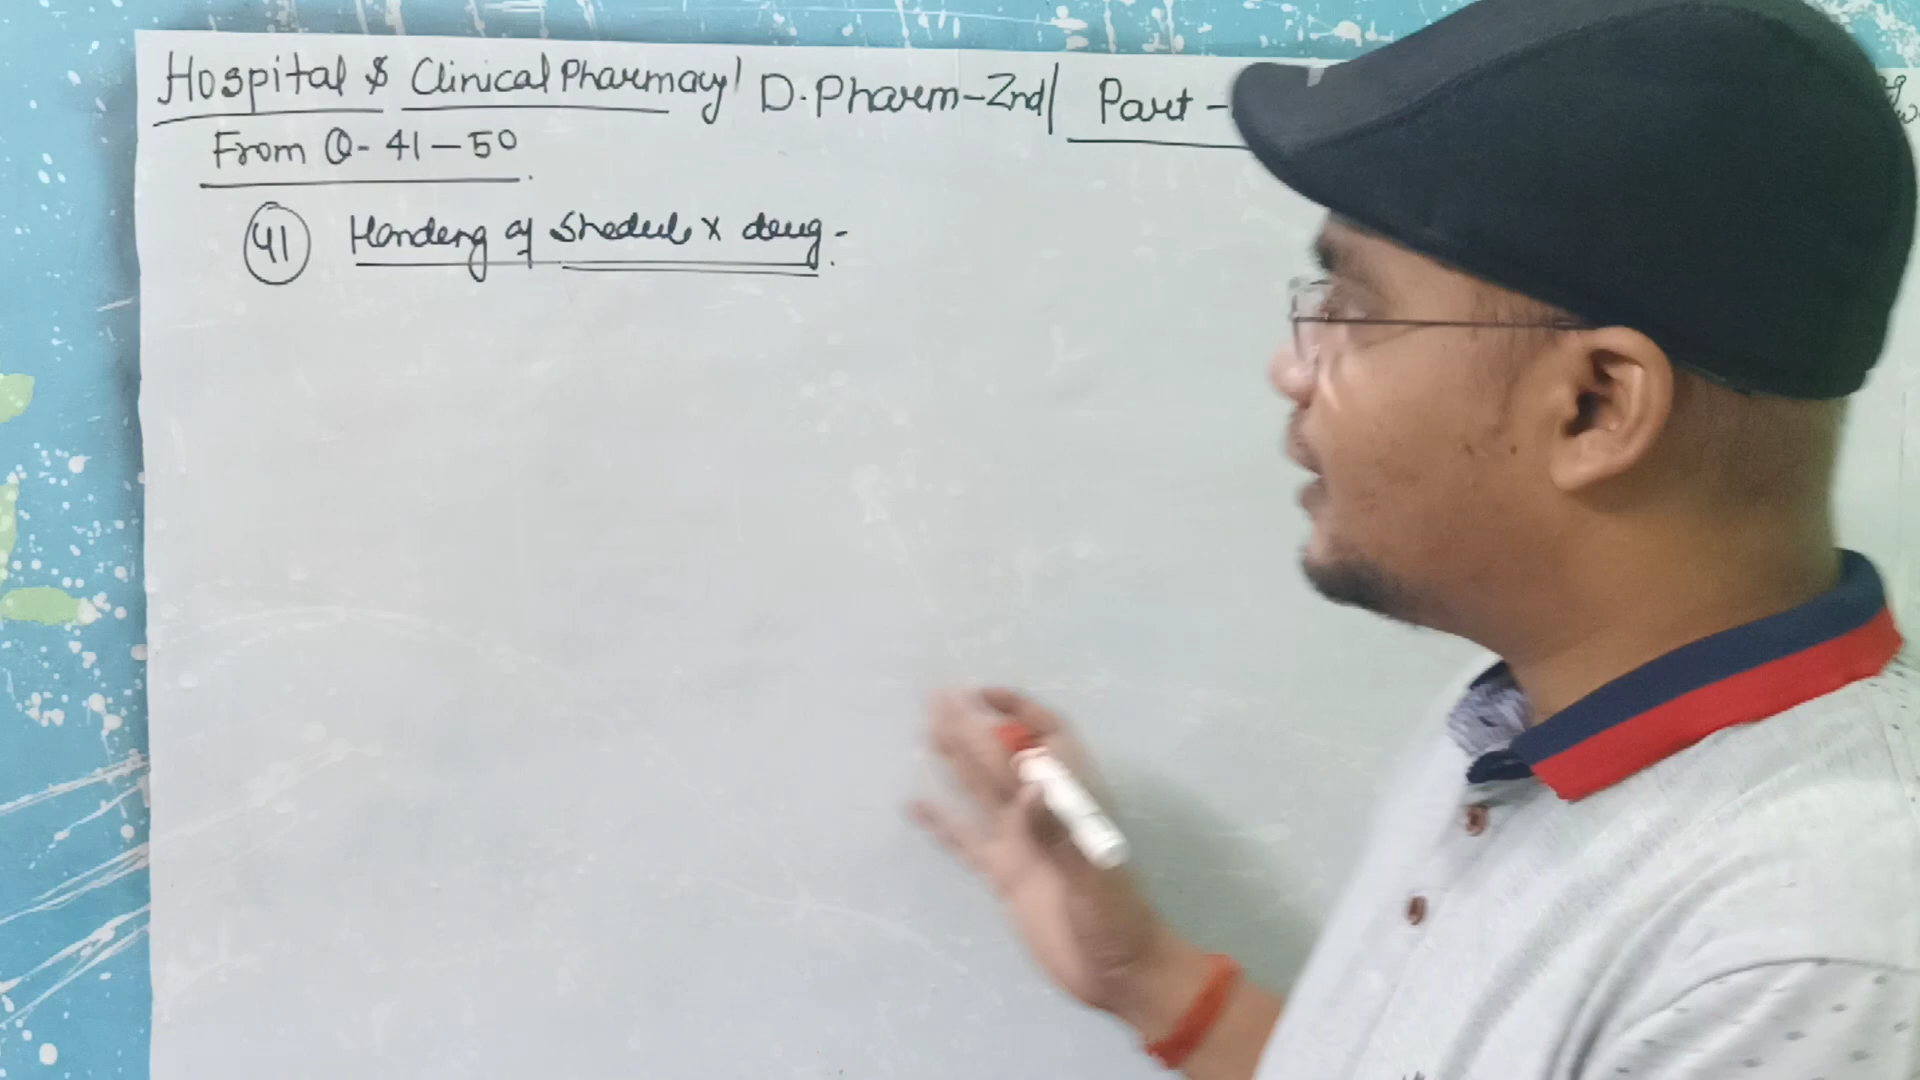 Hospital & Clinical Pharmacy/ D.Pharm-2nd/ Part -
From Q- 41-50
41 Handeng of Shedule X drug -